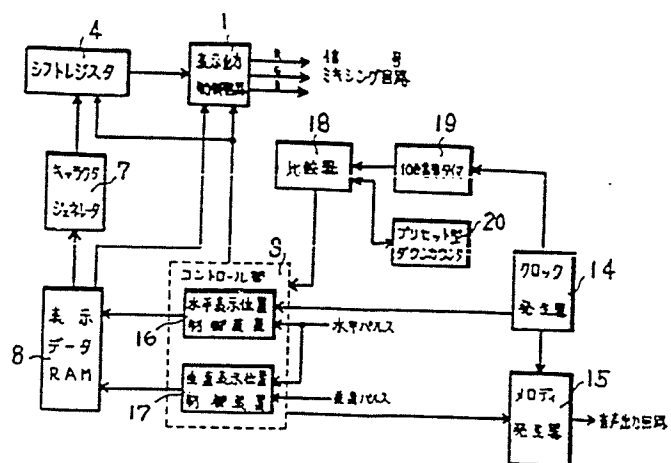 4
シフトレジスタ
1
表示出力
制御回路
R
G
B
信号
ミキシング回路
キャラクタ
ジェネレータ
7
18
比較器
19
10e基準タイマ
プリセット型
ダウンカウンタ
20
クロック
発生器
14
S
コントロール部
表示
データ
RAM
8
水平表示位置
制御装置
16
水平パルス
垂直表示位置
制御装置
17
垂直パルス
メロディ
発生器
15
音声出力回路